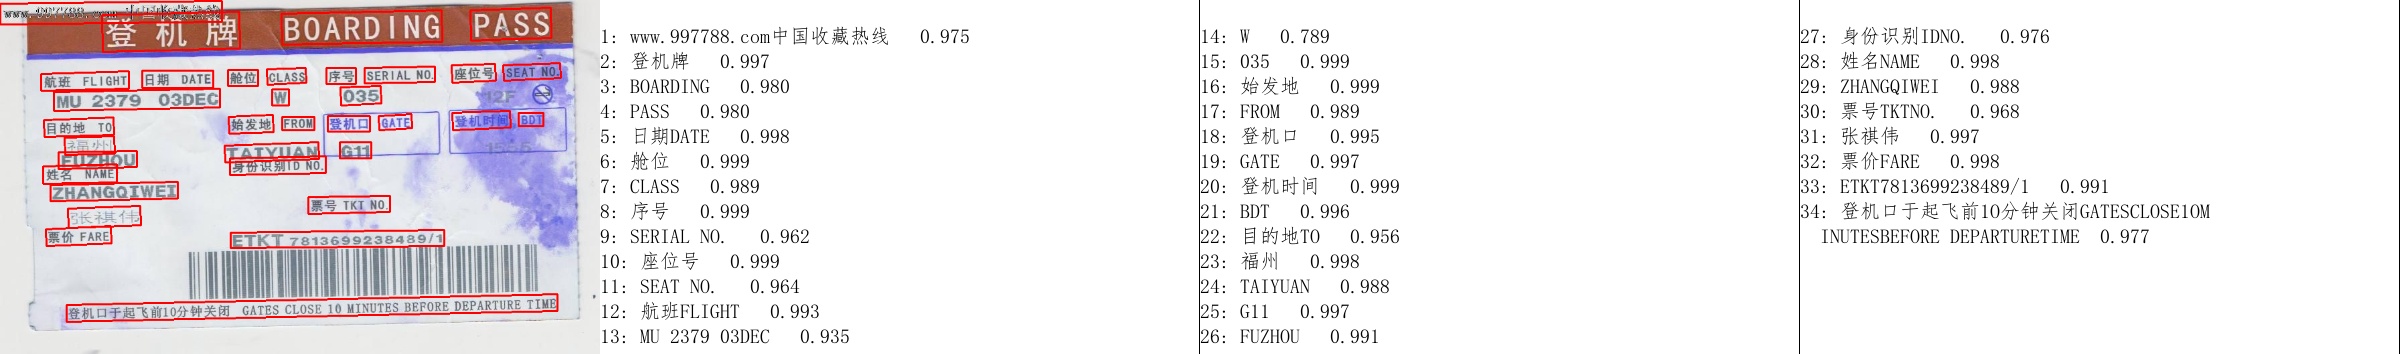 www.997788.com 中国收藏热线
登机牌 BOARDING PASS
航班 FLIGHT 日期 DATE 舱位 CLASS 序号 SERIAL NO. 座位号 SEAT NO.
MU 2379 03DEC W 035 12F
目的地 TO 始发地 FROM 登机口 GATE 登机时间 BDT
福州
FUZHOU TAIYUAN G11
姓名 NAME 身份识别ID NO.
ZHANGQIWEI
张祺伟 票号 TKT NO.
票价 FARE
ETKT 7813699238489/1
登机口于起飞前10分钟关闭 GATES CLOSE 10 MINUTES BEFORE DEPARTURE TIME
1: www.997788.com中国收藏热线 0.975
2: 登机牌 0.997
3: BOARDING 0.980
4: PASS 0.980
5: 日期DATE 0.998
6: 舱位 0.999
7: CLASS 0.989
8: 序号 0.999
9: SERIAL NO. 0.962
10: 座位号 0.999
11: SEAT NO. 0.964
12: 航班FLIGHT 0.993
13: MU 2379 03DEC 0.935
14: W 0.789
15: 035 0.999
16: 始发地 0.999
17: FROM 0.989
18: 登机口 0.995
19: GATE 0.997
20: 登机时间 0.999
21: BDT 0.996
22: 目的地TO 0.956
23: 福州 0.998
24: TAIYUAN 0.988
25: G11 0.997
26: FUZHOU 0.991
27: 身份识别IDNO. 0.976
28: 姓名NAME 0.998
29: ZHANGQIWEI 0.988
30: 票号TKTNO. 0.968
31: 张祺伟 0.997
32: 票价FARE 0.998
33: ETKT7813699238489/1 0.991
34: 登机口于起飞前10分钟关闭GATESCLOSE10M
INUTESBEFORE DEPARTURETIME 0.977